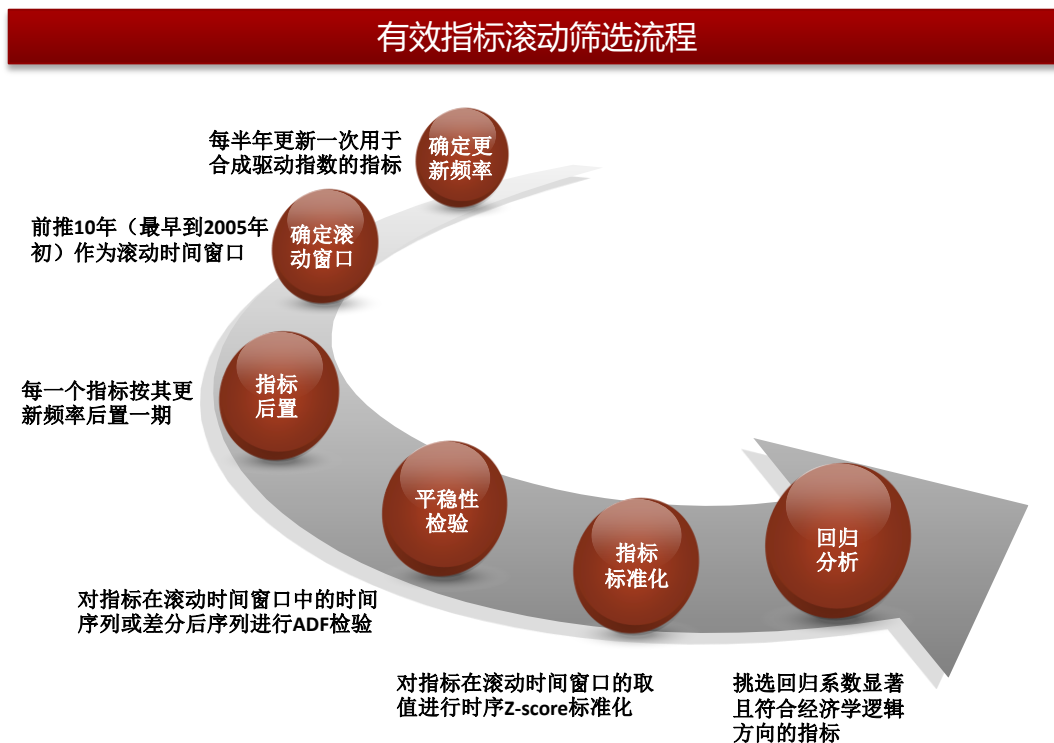 有效指标滚动筛选流程
每半年更新一次用于
合成驱动指数的指标
确定更
新频率
前推10年（最早到2005年
初）作为滚动时间窗口
确定滚
动窗口
每一个指标按其更
新频率后置一期
指标
后置
平稳性
检验
对指标在滚动时间窗口中的时间
序列或差分后序列进行ADF检验
指标
标准化
对指标在滚动时间窗口的取
值进行时序Z-score标准化
回归
分析
挑选回归系数显著
且符合经济学逻辑
方向的指标